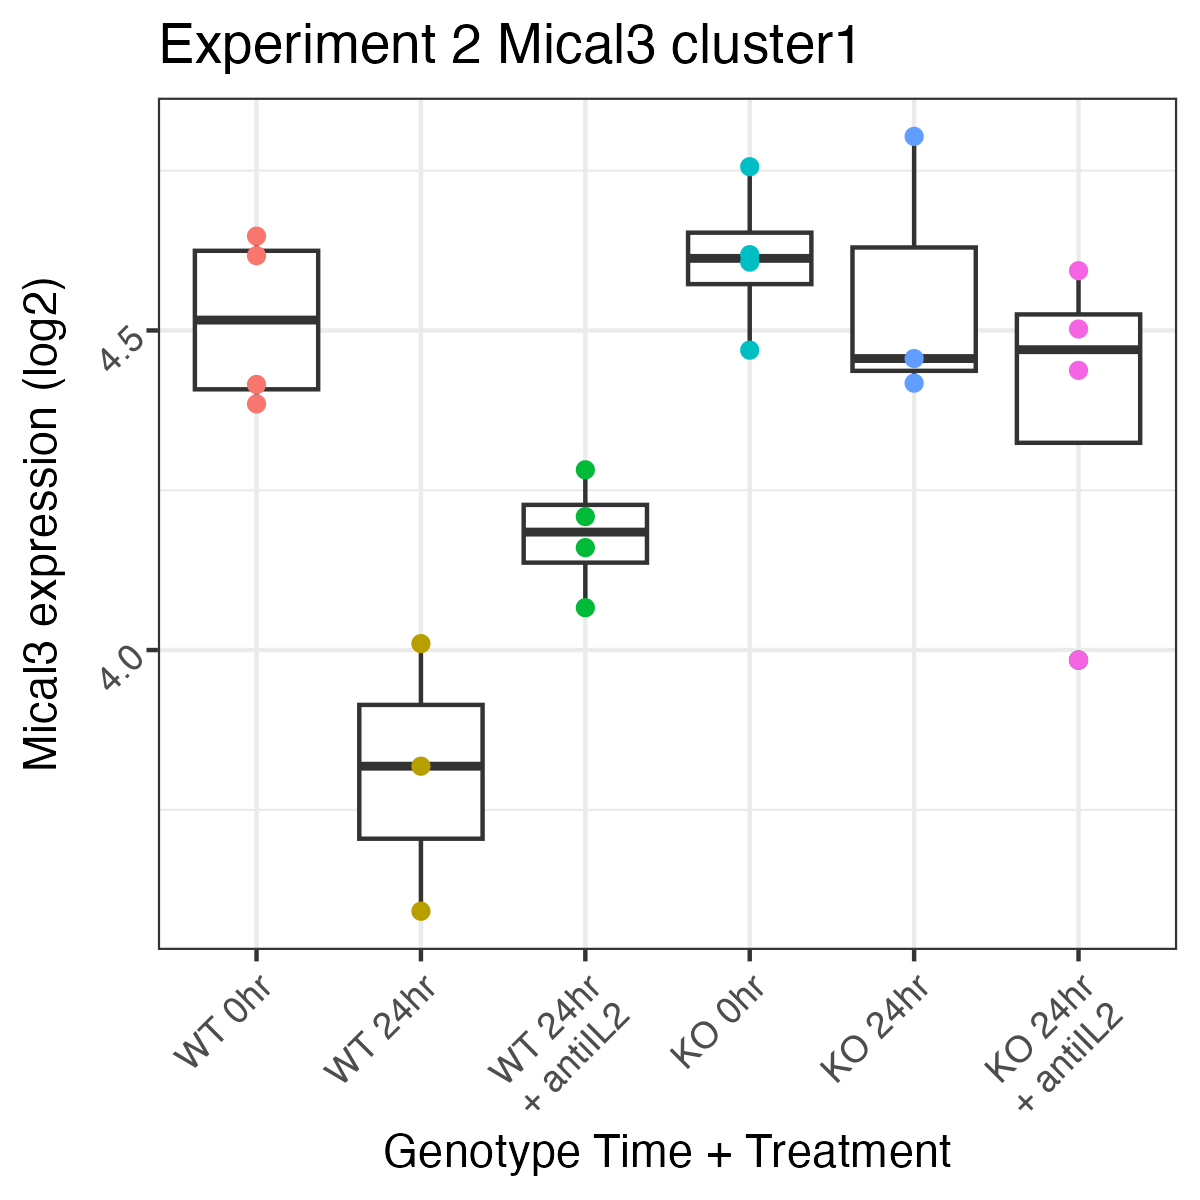 Experiment 2 Mical3 cluster1
Mical3 expression (log2)
4.5
4.0
WT 0hr
WT 24hr
WT 24hr
+ antiIL2
KO 0hr
KO 24hr
KO 24hr
+ antiIL2
Genotype Time + Treatment